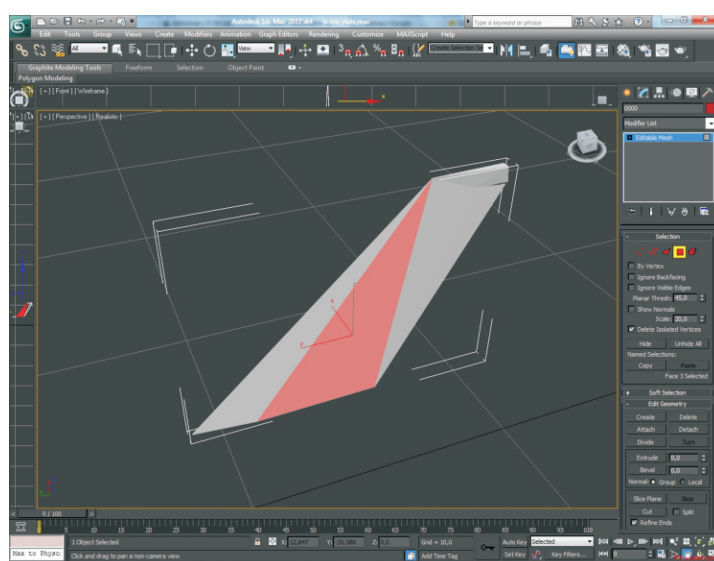 Autodesk 3ds Max 2012 x64
Type a keyword or phrase
Edit Tools Group Views Create Modifiers Animation Graph Editors Rendering Customize MAXScript Help
All
View
Create Selection Se
Graphite Modeling Tools Freeform Selection Object Paint
Polygon Modeling
[ + ] [ Front ] [ Wireframe ]
[ + ] [ Perspective ] [ Realistic ]
0000
Modifier List
Editable Mesh
Selection
By Vertex
Ignore Backfacing
Ignore Visible Edges
Planar Thresh: 45,0
Show Normals
Scale: 20,0
Delete Isolated Vertices
Hide Unhide All
Named Selections:
Copy Paste
Face 3 Selected
Soft Selection
Edit Geometry
Create Delete
Attach Detach
Divide Turn
Extrude 0,0
Bevel 0,0
Normal: Group Local
Slice Plane Slice
Cut Split
Refine Ends
0 / 100
0 5 10 15 20 25 30 35 40 45 50 55 60 65 70 75 80 85 90 95 100
1 Object Selected
X: 12,847 Y: -35,586 Z: 0,0
Grid = 10,0
Auto Key Selected
Max to Physc
Click and drag to pan a non-camera view
Add Time Tag
Set Key Key Filters...
0